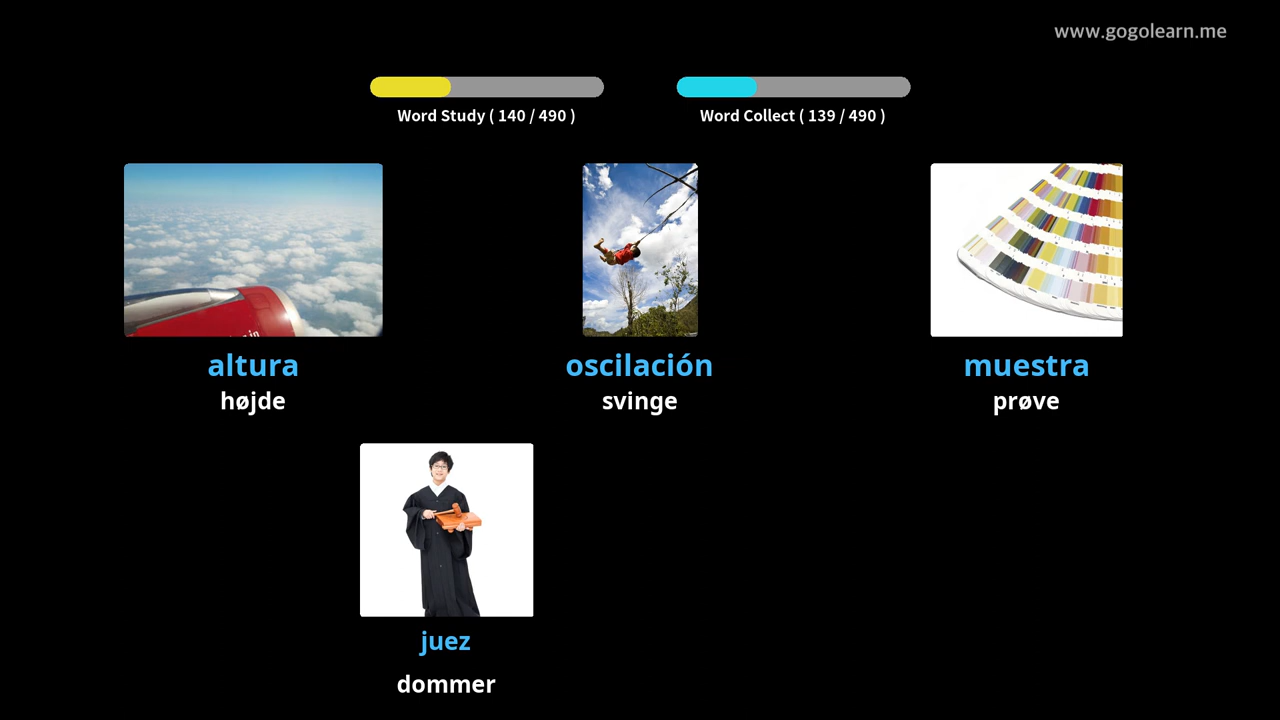 www.gogolearn.me
Word Study ( 140 / 490 )
Word Collect ( 139 / 490 )
altura
højde
oscilación
svinge
muestra
prøve
juez
dommer